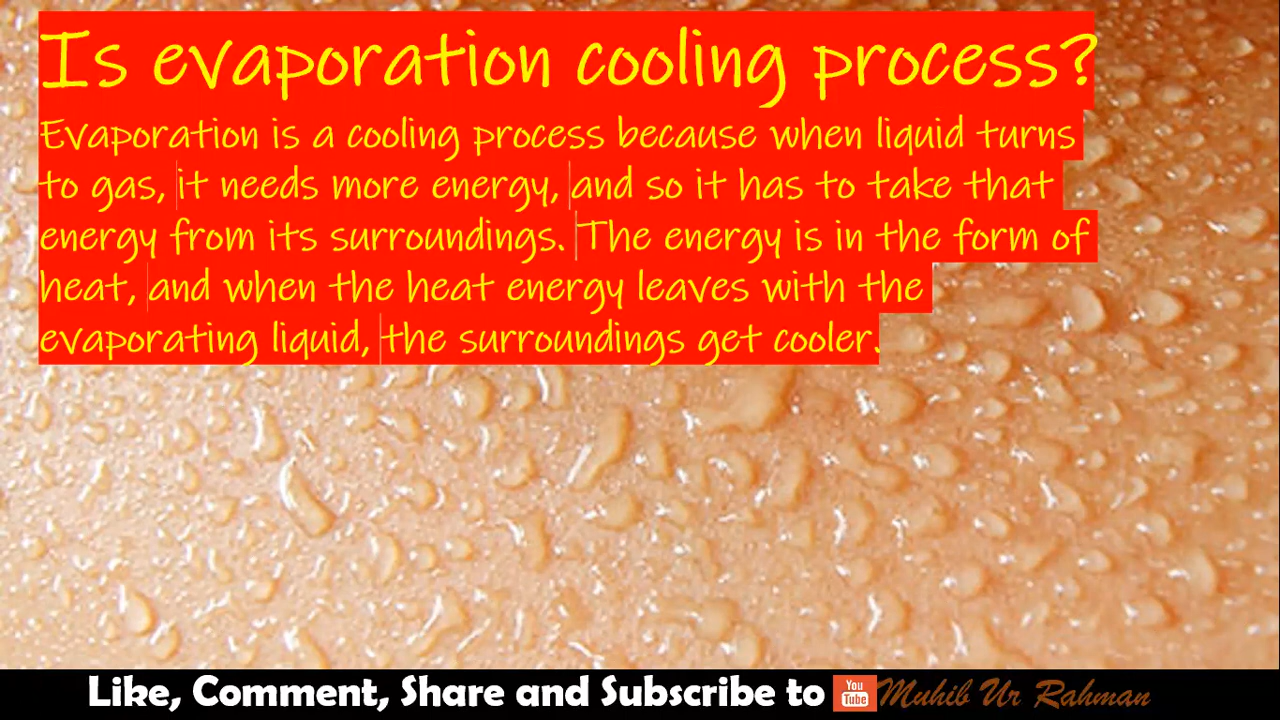 Is evaporation cooling process?
Evaporation is a cooling process because when liquid turns
to gas, it needs more energy, and so it has to take that
energy from its surroundings. The energy is in the form of
heat, and when the heat energy leaves with the
evaporating liquid, the surroundings get cooler.
Like, Comment, Share and Subscribe to You Tube Muhib Ur Rahman